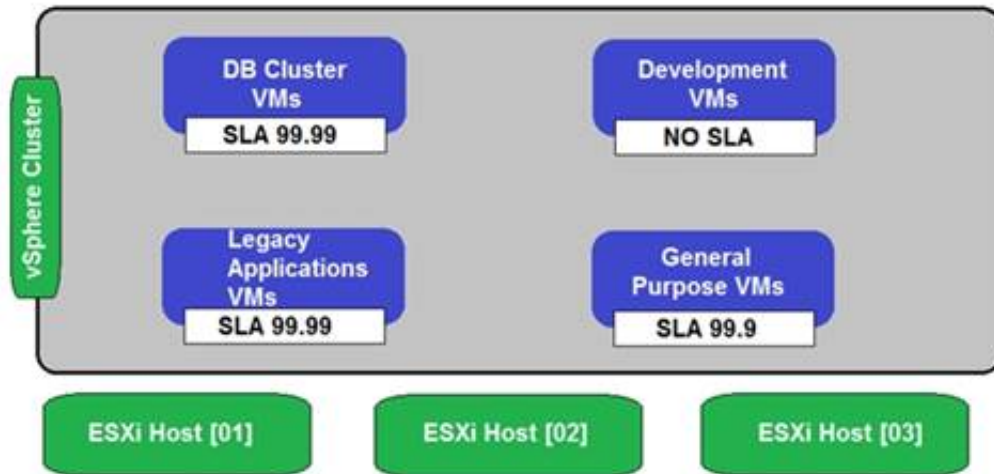 vSphere Cluster
DB Cluster
VMs
SLA 99.99
Development
VMs
NO SLA
Legacy
Applications
VMs
SLA 99.99
General
Purpose VMs
SLA 99.9
ESXi Host [01]
ESXi Host [02]
ESXi Host [03]